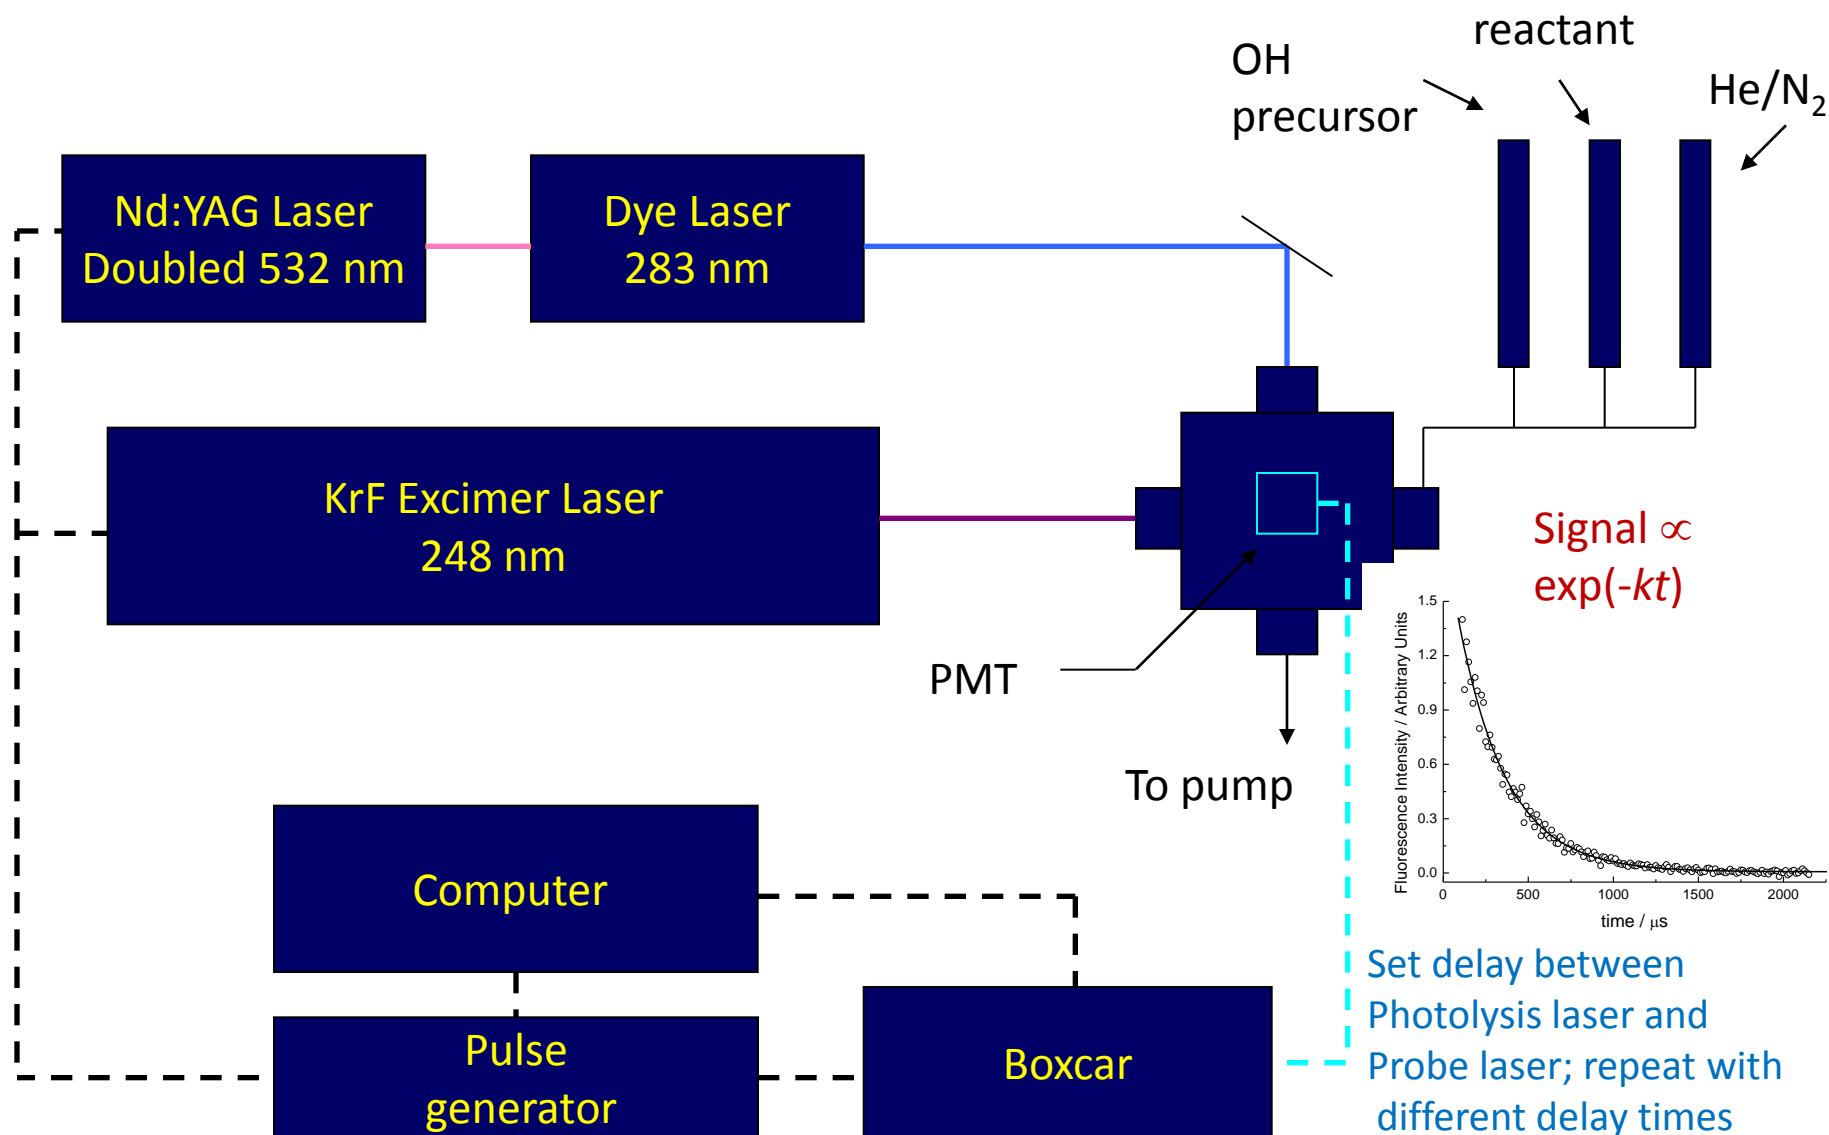 reactant
OH
precursor
He/N₂
Nd:YAG Laser
Doubled 532 nm
Dye Laser
283 nm
KrF Excimer Laser
248 nm
Signal ∝
exp(-kt)
PMT
To pump
Fluorescence Intensity / Arbitrary Units
1.5
1.2
0.9
0.6
0.3
0.0
0
500
1000
1500
2000
time / μs
Computer
Pulse
generator
Boxcar
Set delay between
Photolysis laser and
Probe laser; repeat with
different delay times